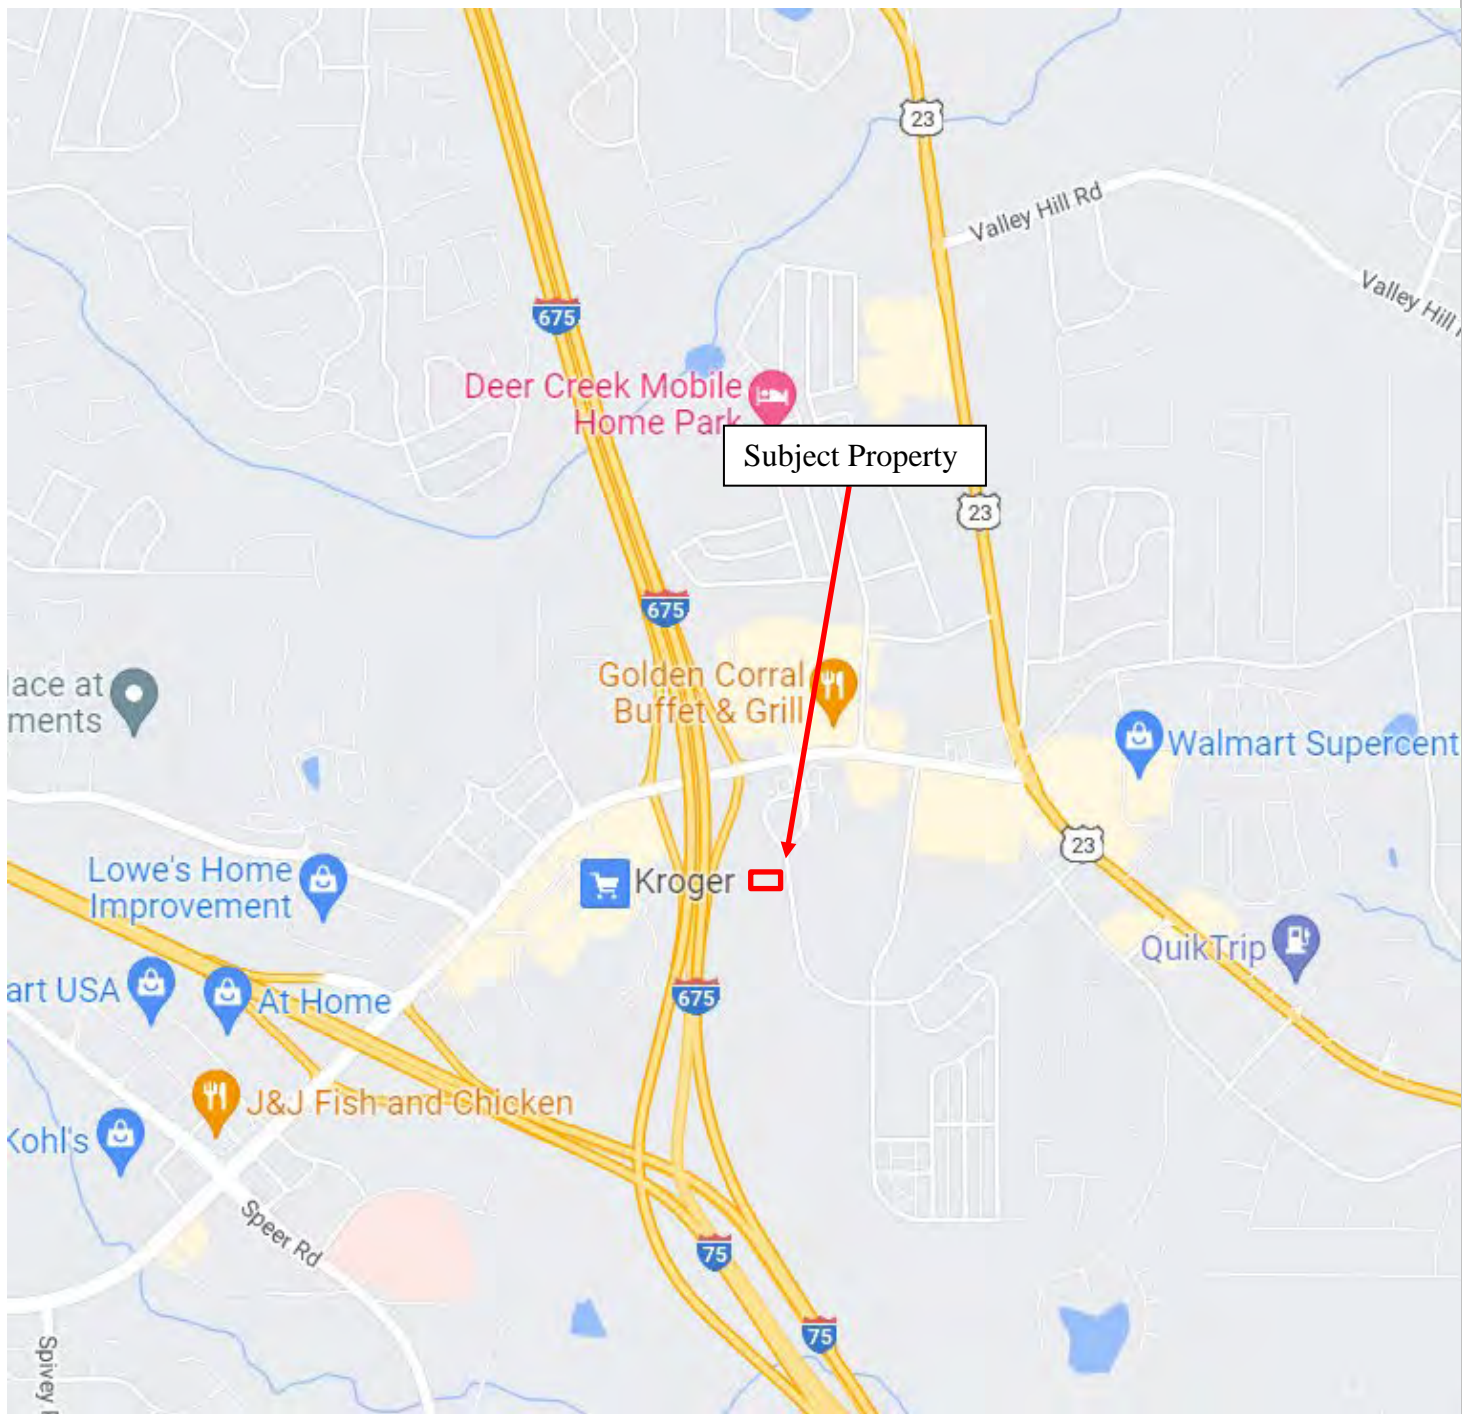 23
Valley Hill Rd
Valley Hill
675
Deer Creek Mobile
Home Park
Subject Property
23
675
Golden Corral
Buffet & Grill
lace at
ments
Walmart Supercent
23
Lowe's Home
Improvement
Kroger
QuikTrip
art USA
At Home
675
J&J Fish and Chicken
Kohl's
Speer Rd
75
75
Spivey